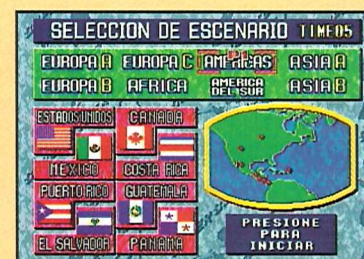 SELECCION DE ESCENARIO TIME05
EUROPA A EUROPA C AMERICAS ASIA A
EUROPA B AFRICA AMERICA DEL SUR ASIA B
ESTADOS UNIDOS CANADA
MEXICO COSTA RICA
PUERTO RICO GUATEMALA
EL SALVADOR PANAMA
PRESIONE
PARA
INICIAR